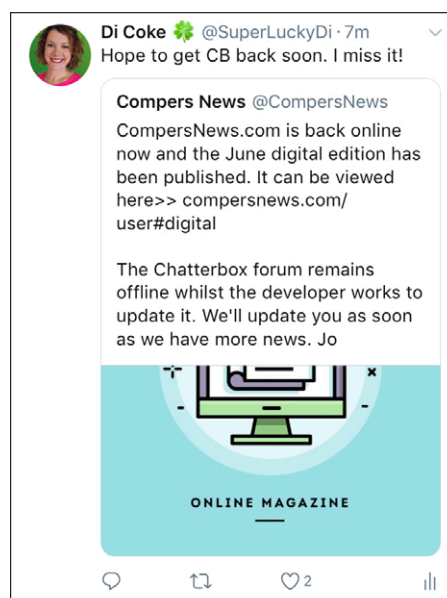 Di Coke 🍀 @SuperLuckyDi · 7m
Hope to get CB back soon. I miss it!
Compers News @CompersNews
CompersNews.com is back online
now and the June digital edition has
been published. It can be viewed
here>> compersnews.com/
user#digital
The Chatterbox forum remains
offline whilst the developer works to
update it. We'll update you as soon
as we have more news. Jo
ONLINE MAGAZINE
2